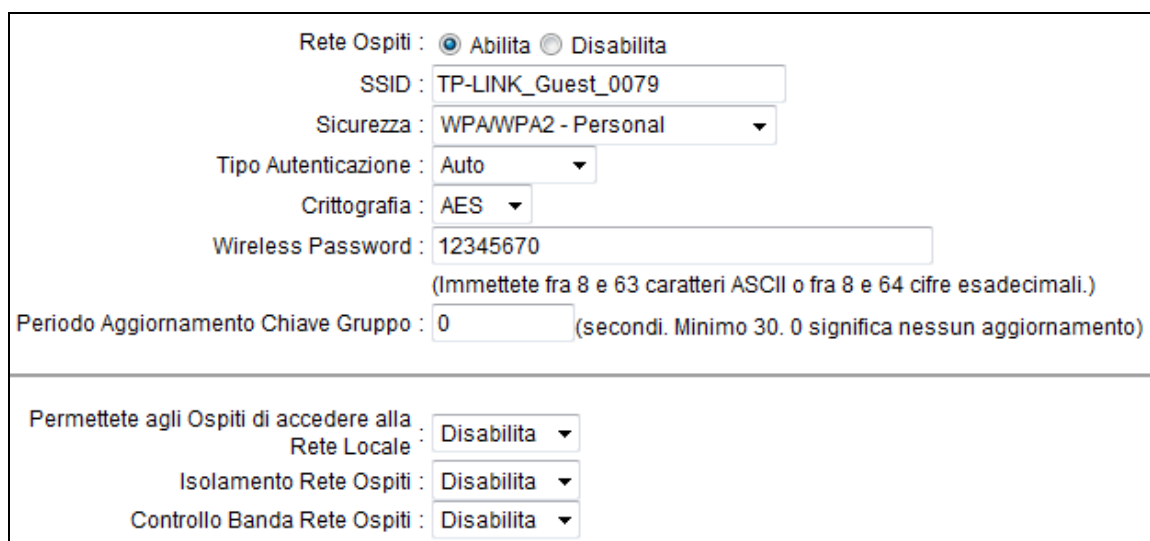 Rete Ospiti : Abilita Disabilita
SSID : TP-LINK_Guest_0079
Sicurezza : WPA/WPA2 - Personal
Tipo Autenticazione : Auto
Crittografia : AES
Wireless Password : 12345670
(Immettete fra 8 e 63 caratteri ASCII o fra 8 e 64 cifre esadecimali.)
Periodo Aggiornamento Chiave Gruppo : 0 (secondi. Minimo 30. 0 significa nessun aggiornamento)
Permettete agli Ospiti di accedere alla
Rete Locale : Disabilita
Isolamento Rete Ospiti : Disabilita
Controllo Banda Rete Ospiti : Disabilita